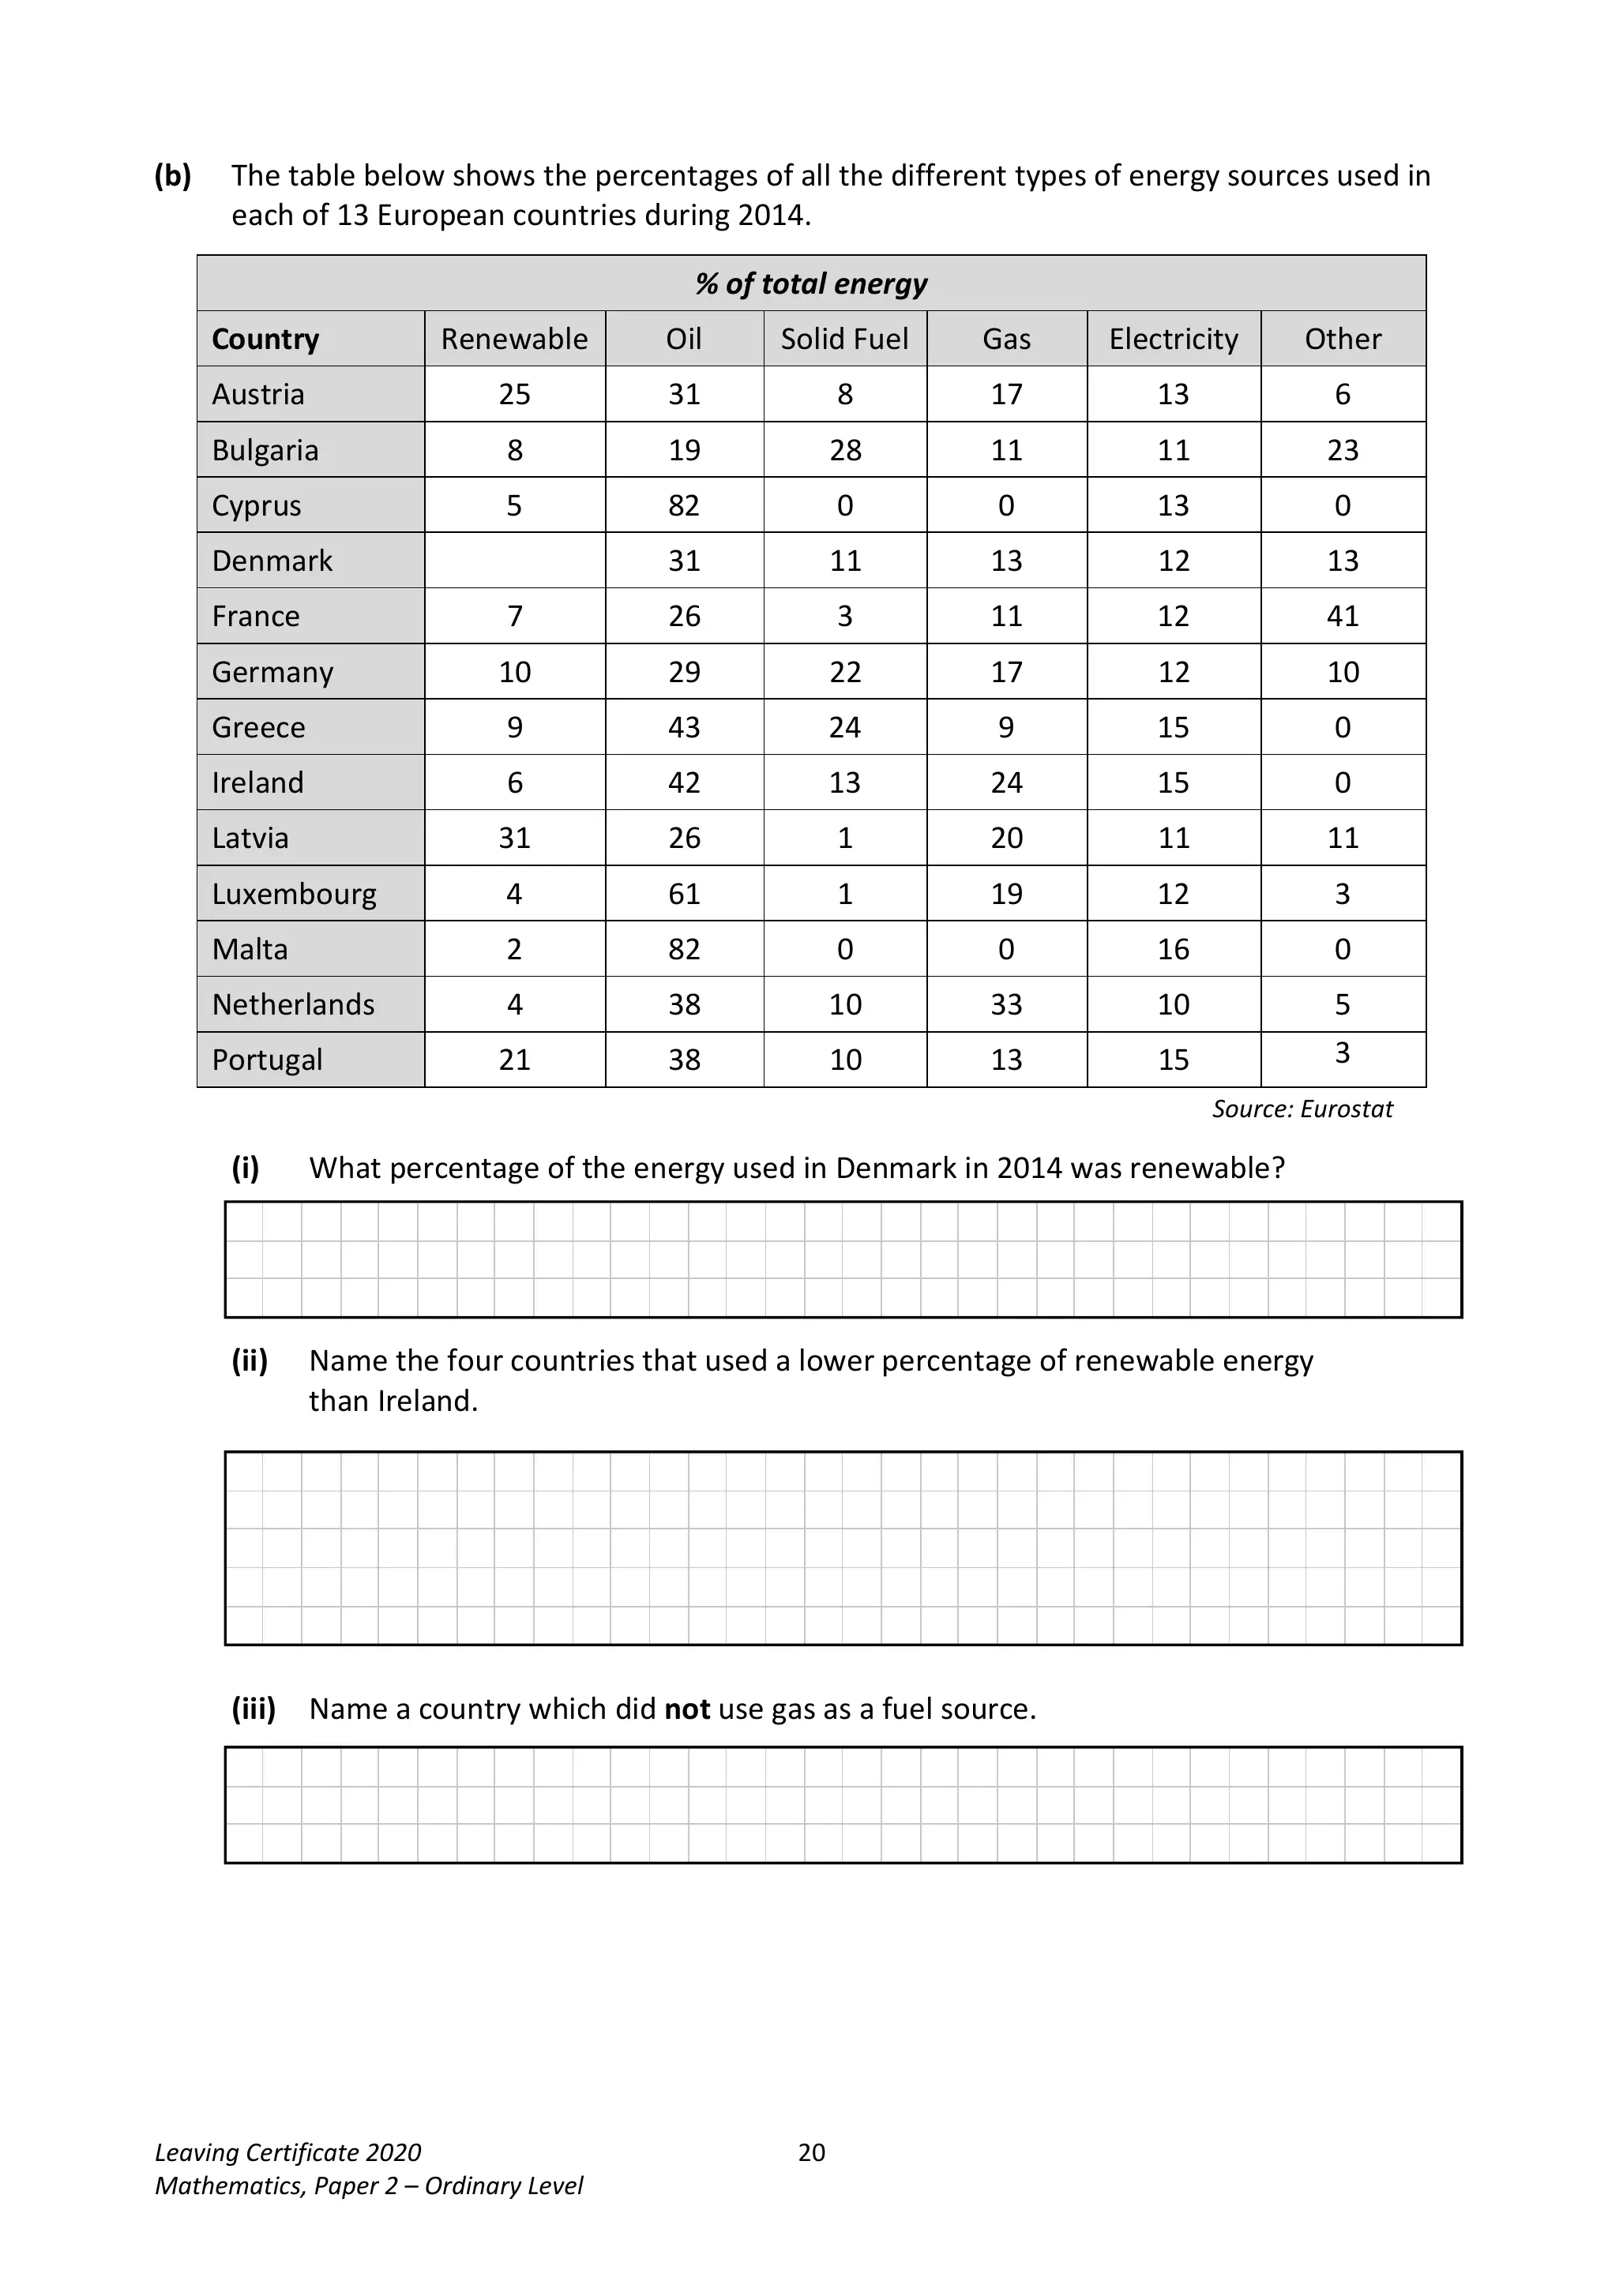 (b) The table below shows the percentages of all the different types of energy sources used in
each of 13 European countries during 2014.
% of total energy
Country Renewable Oil Solid Fuel Gas Electricity Other
Austria 25 31 8 17 13 6
Bulgaria 8 19 28 11 11 23
Cyprus 5 82 0 0 13 0
Denmark 31 11 13 12 13
France 7 26 3 11 12 41
Germany 10 29 22 17 12 10
Greece 9 43 24 9 15 0
Ireland 6 42 13 24 15 0
Latvia 31 26 1 20 11 11
Luxembourg 4 61 1 19 12 3
Malta 2 82 0 0 16 0
Netherlands 4 38 10 33 10 5
Portugal 21 38 10 13 15 3
Source: Eurostat
(i) What percentage of the energy used in Denmark in 2014 was renewable?
(ii) Name the four countries that used a lower percentage of renewable energy
than Ireland.
(iii) Name a country which did not use gas as a fuel source.
Leaving Certificate 2020 20
Mathematics, Paper 2 – Ordinary Level